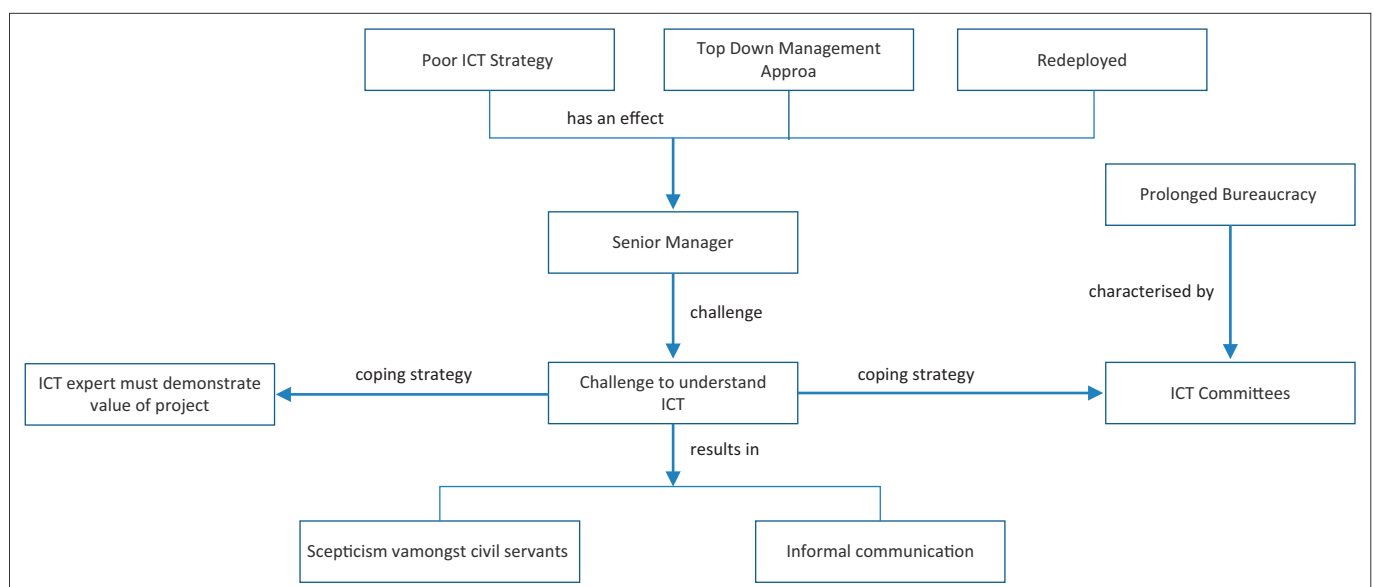 Poor ICT Strategy
Top Down Management
Approa
Redeployed
has an effect
Prolonged Bureaucracy
Senior Manager
characterised by
challenge
ICT expert must demonstrate
value of project
coping strategy
Challenge to understand
ICT
coping strategy
ICT Committees
results in
Scepticism vamongst civil servants
Informal communication